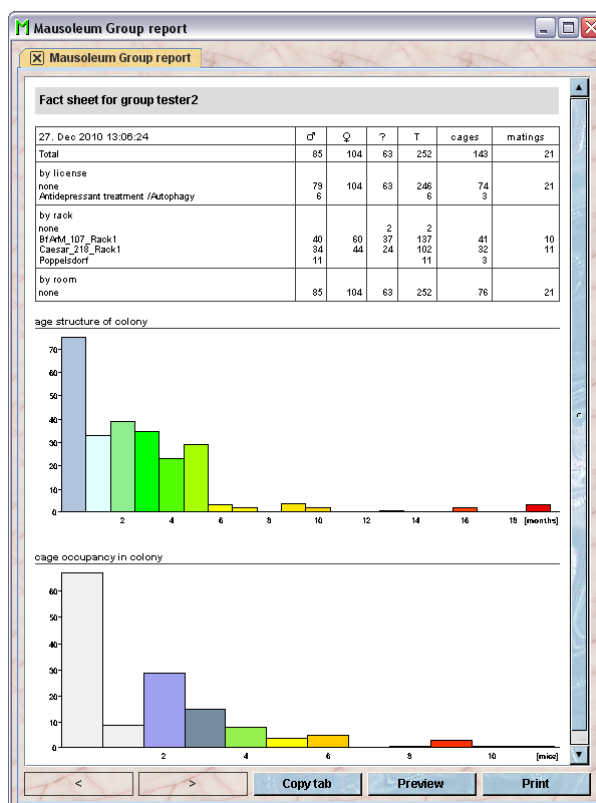 Mausoleum Group report
Mausoleum Group report
Fact sheet for group tester2
27. Dec 2010 13:06:24 ♂ ♀ ? T cages matings
Total 85 104 63 252 143 21
by license
none 79 104 63 246 74 21
Antidepressant treatment /Autophagy 6 6 3
by rack
none 2 2
BfArM_107_Rack1 40 60 37 137 41 10
Caesar_218_Rack1 34 44 24 102 32 11
Poppelsdorf 11 11 3
by room
none 85 104 252 76 21
age structure of colony
70
60
50
40
30
20
10
0
2 4 6 8 10 12 14 16 18 [months]
cage occupancy in colony
60
50
40
30
20
10
0
2 4 6 8 10 [mice]
< > Copy tab Preview Print